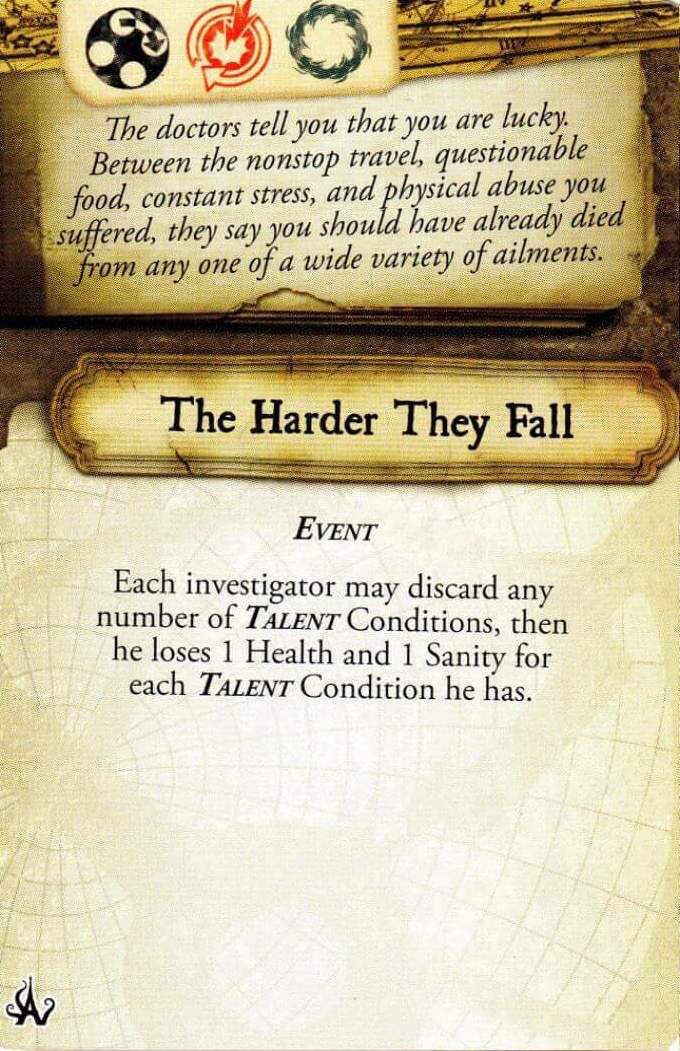 The doctors tell you that you are lucky.
Between the nonstop travel, questionable
food, constant stress, and physical abuse you
suffered, they say you should have already died
from any one of a wide variety of ailments.
The Harder They Fall
EVENT
Each investigator may discard any
number of TALENT Conditions, then
he loses 1 Health and 1 Sanity for
each TALENT Condition he has.